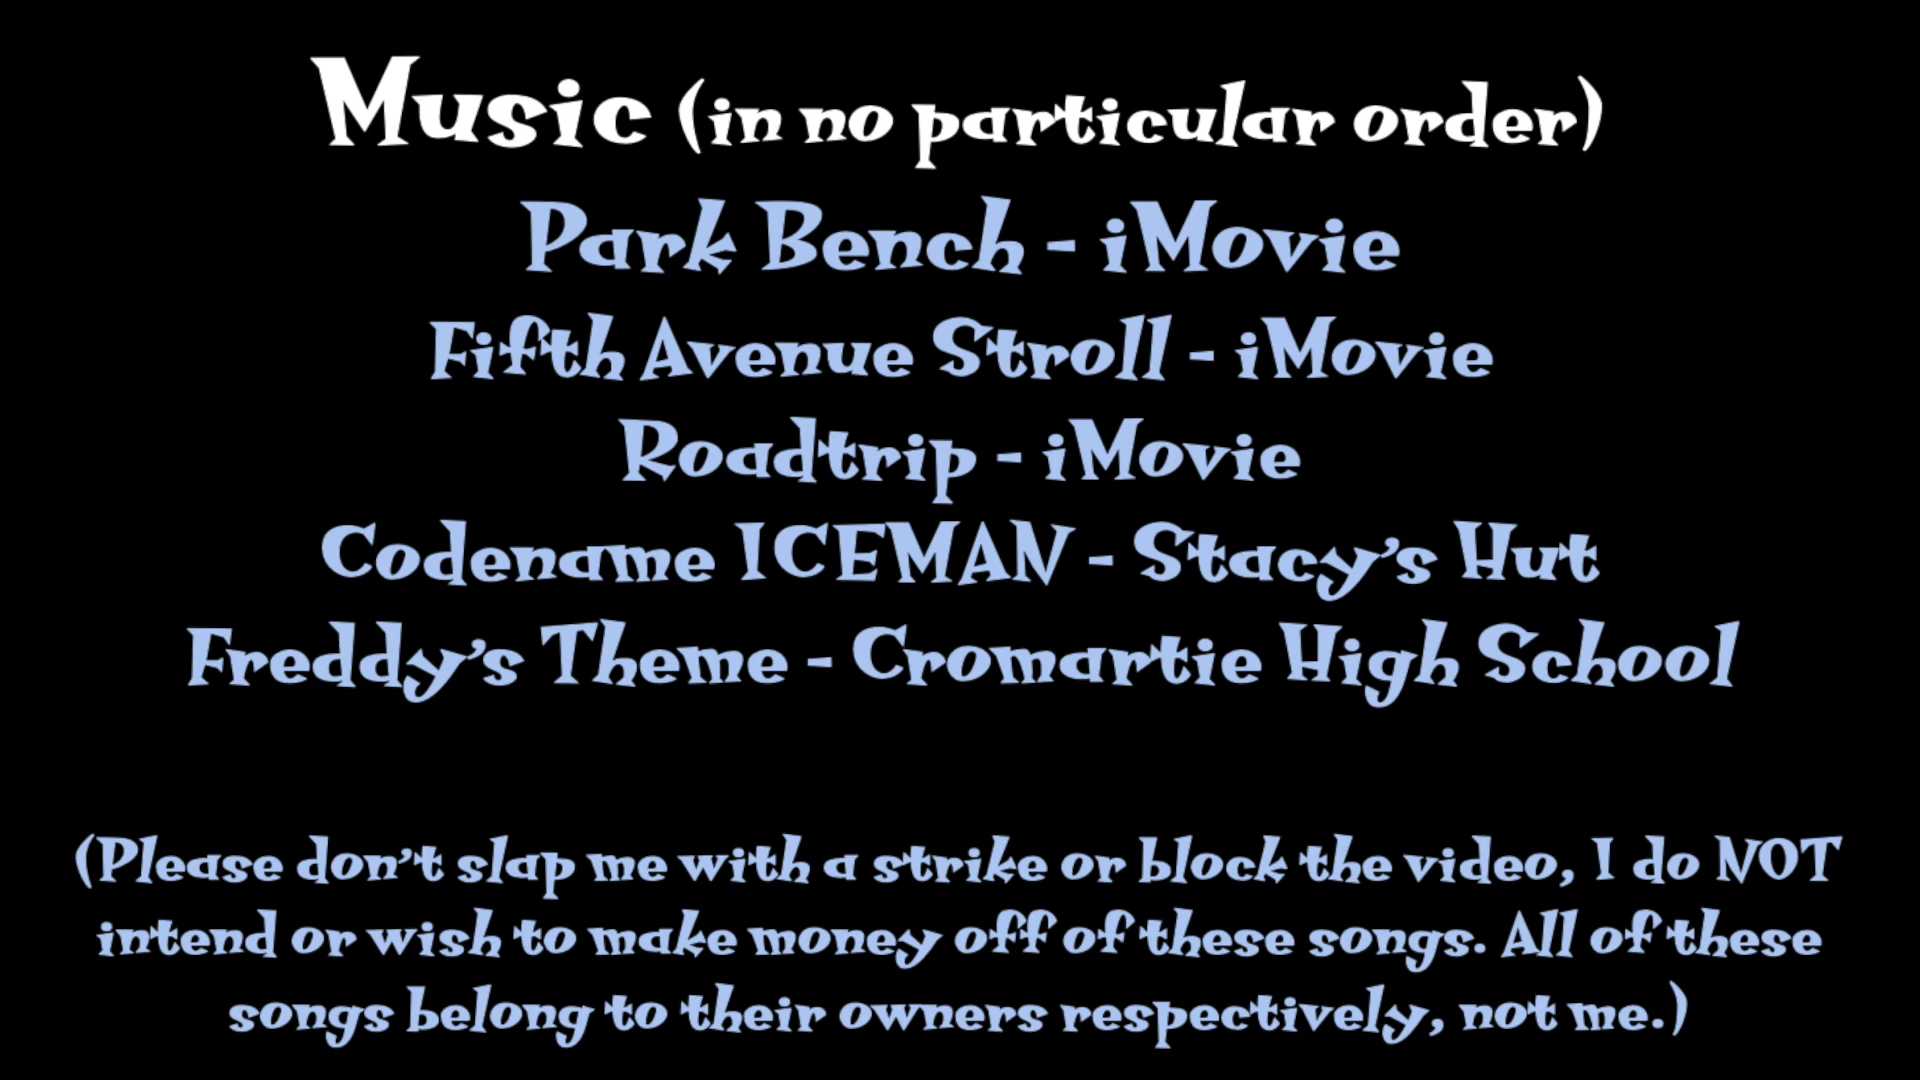 Music (in no particular order)
Park Bench - iMovie
Fifth Avenue Stroll - iMovie
Roadtrip - iMovie
Codename ICEMAN - Stacy's Hut
Freddy's Theme - Cromartie High School
(Please don't slap me with a strike or block the video, I do NOT
intend or wish to make money off of these songs. All of these
songs belong to their owners respectively, not me.)